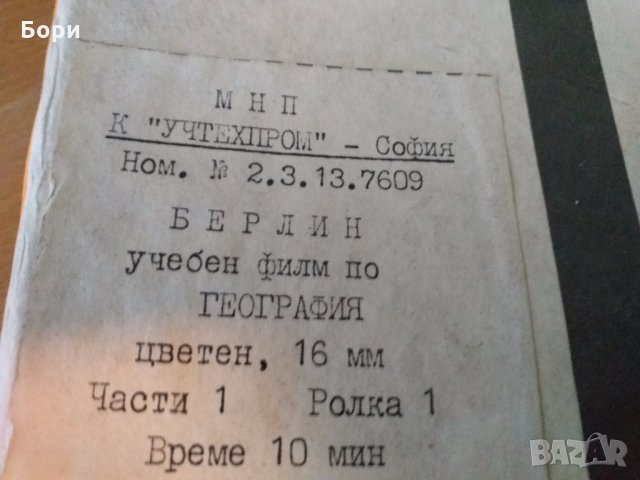 Бори
М Н П
К "УЧТЕХПРОМ" - София
Ном. № 2.3.13.7609
Б Е Р Л И Н
учебен филм по
ГЕОГРАФИЯ
цветен, 16 мм
Части 1 Ролка 1
Време 10 мин
BAZAR